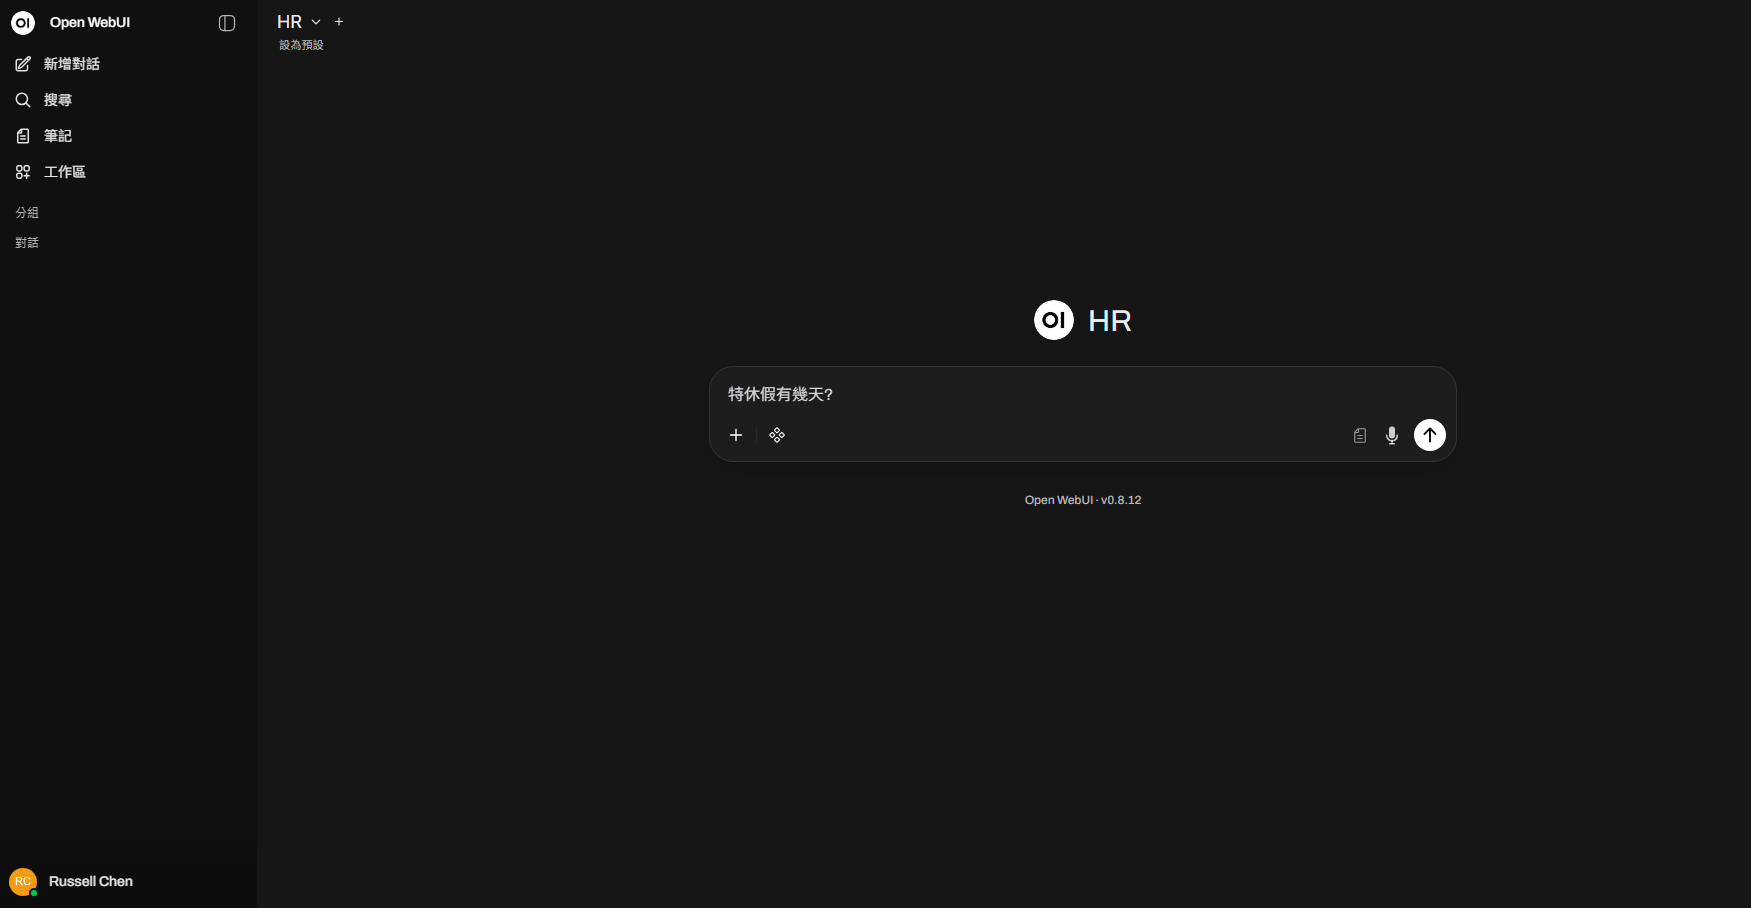 OI Open WebUI
新增對話
搜尋
筆記
工作區
分組
對話
RC Russell Chen
HR
設為預設
OI HR
特休假有幾天?
Open WebUI · v0.8.12